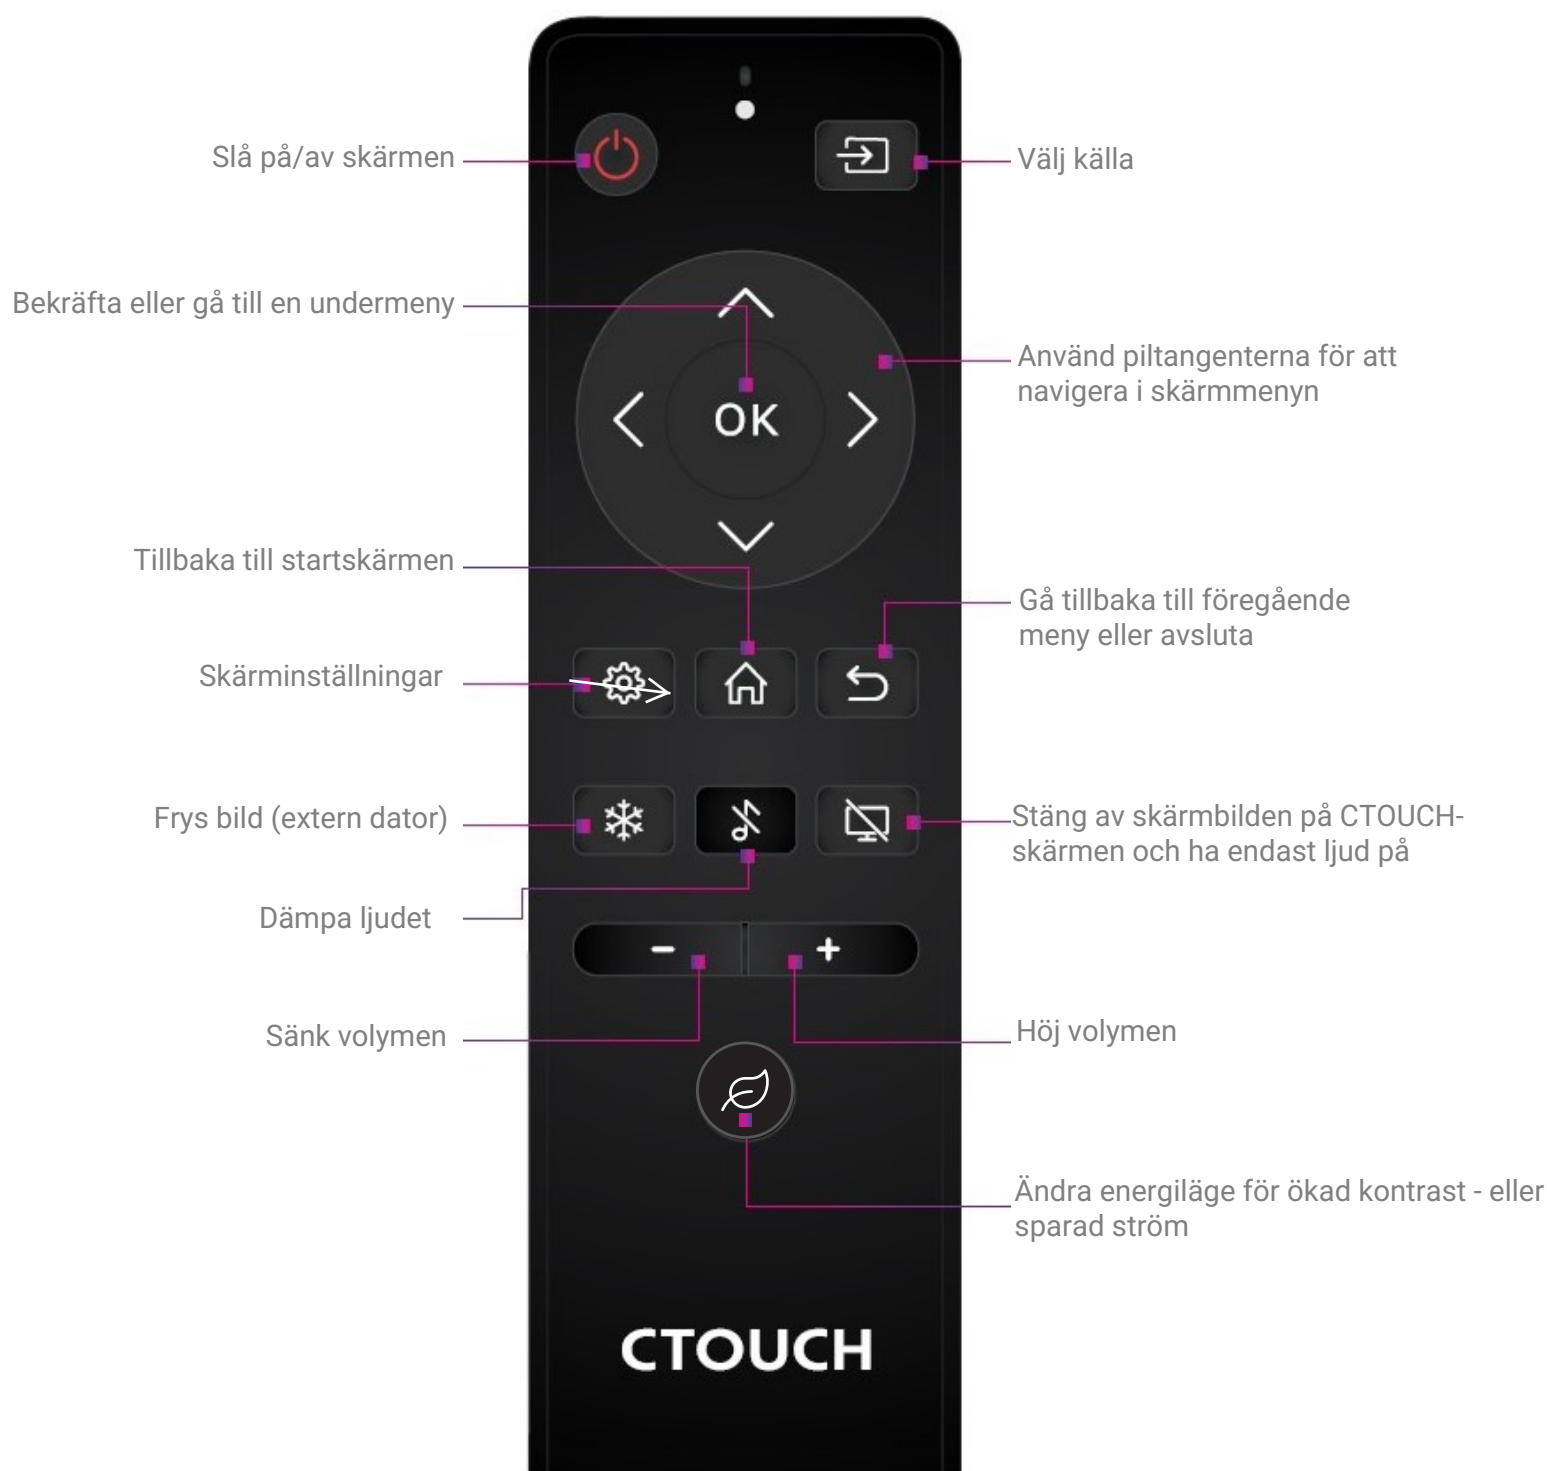 Slå på/av skärmen
Välj källa
Bekräfta eller gå till en undermeny
Använd piltangenterna för att
navigera i skärmmenyn
OK
Tillbaka till startskärmen
Gå tillbaka till föregående
meny eller avsluta
Skärminställningar
Frys bild (extern dator)
Stäng av skärmbilden på CTOUCH-
skärmen och ha endast ljud på
Dämpa ljudet
- +
Sänk volymen
Höj volymen
Ändra energiläge för ökad kontrast - eller
sparad ström
CTOUCH